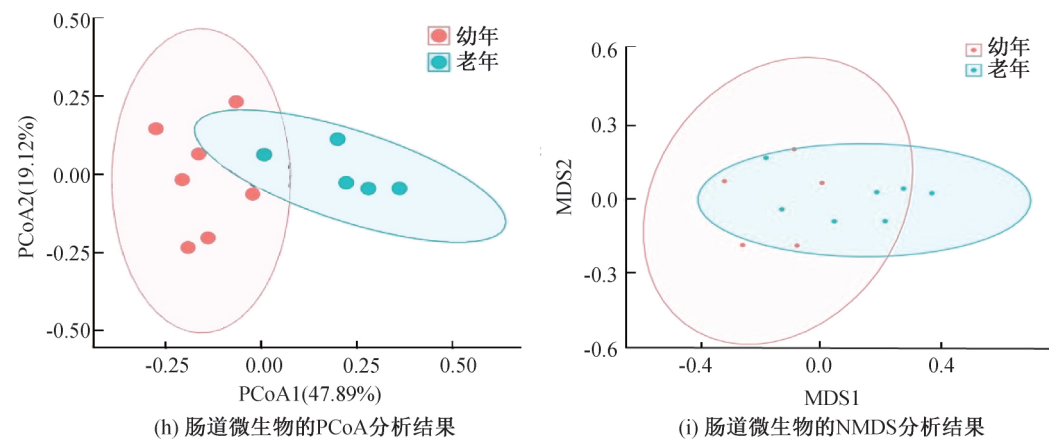 0.50
0.25
0.00
-0.25
-0.50
PCoA2(19.12%)
幼年
老年
-0.25
0.00
0.25
0.50
PCoA1(47.89%)
(h) 肠道微生物的PCoA分析结果
0.6
0.3
0.0
-0.3
-0.6
MDS2
幼年
老年
-0.4
0.0
0.4
MDS1
(i) 肠道微生物的NMDS分析结果